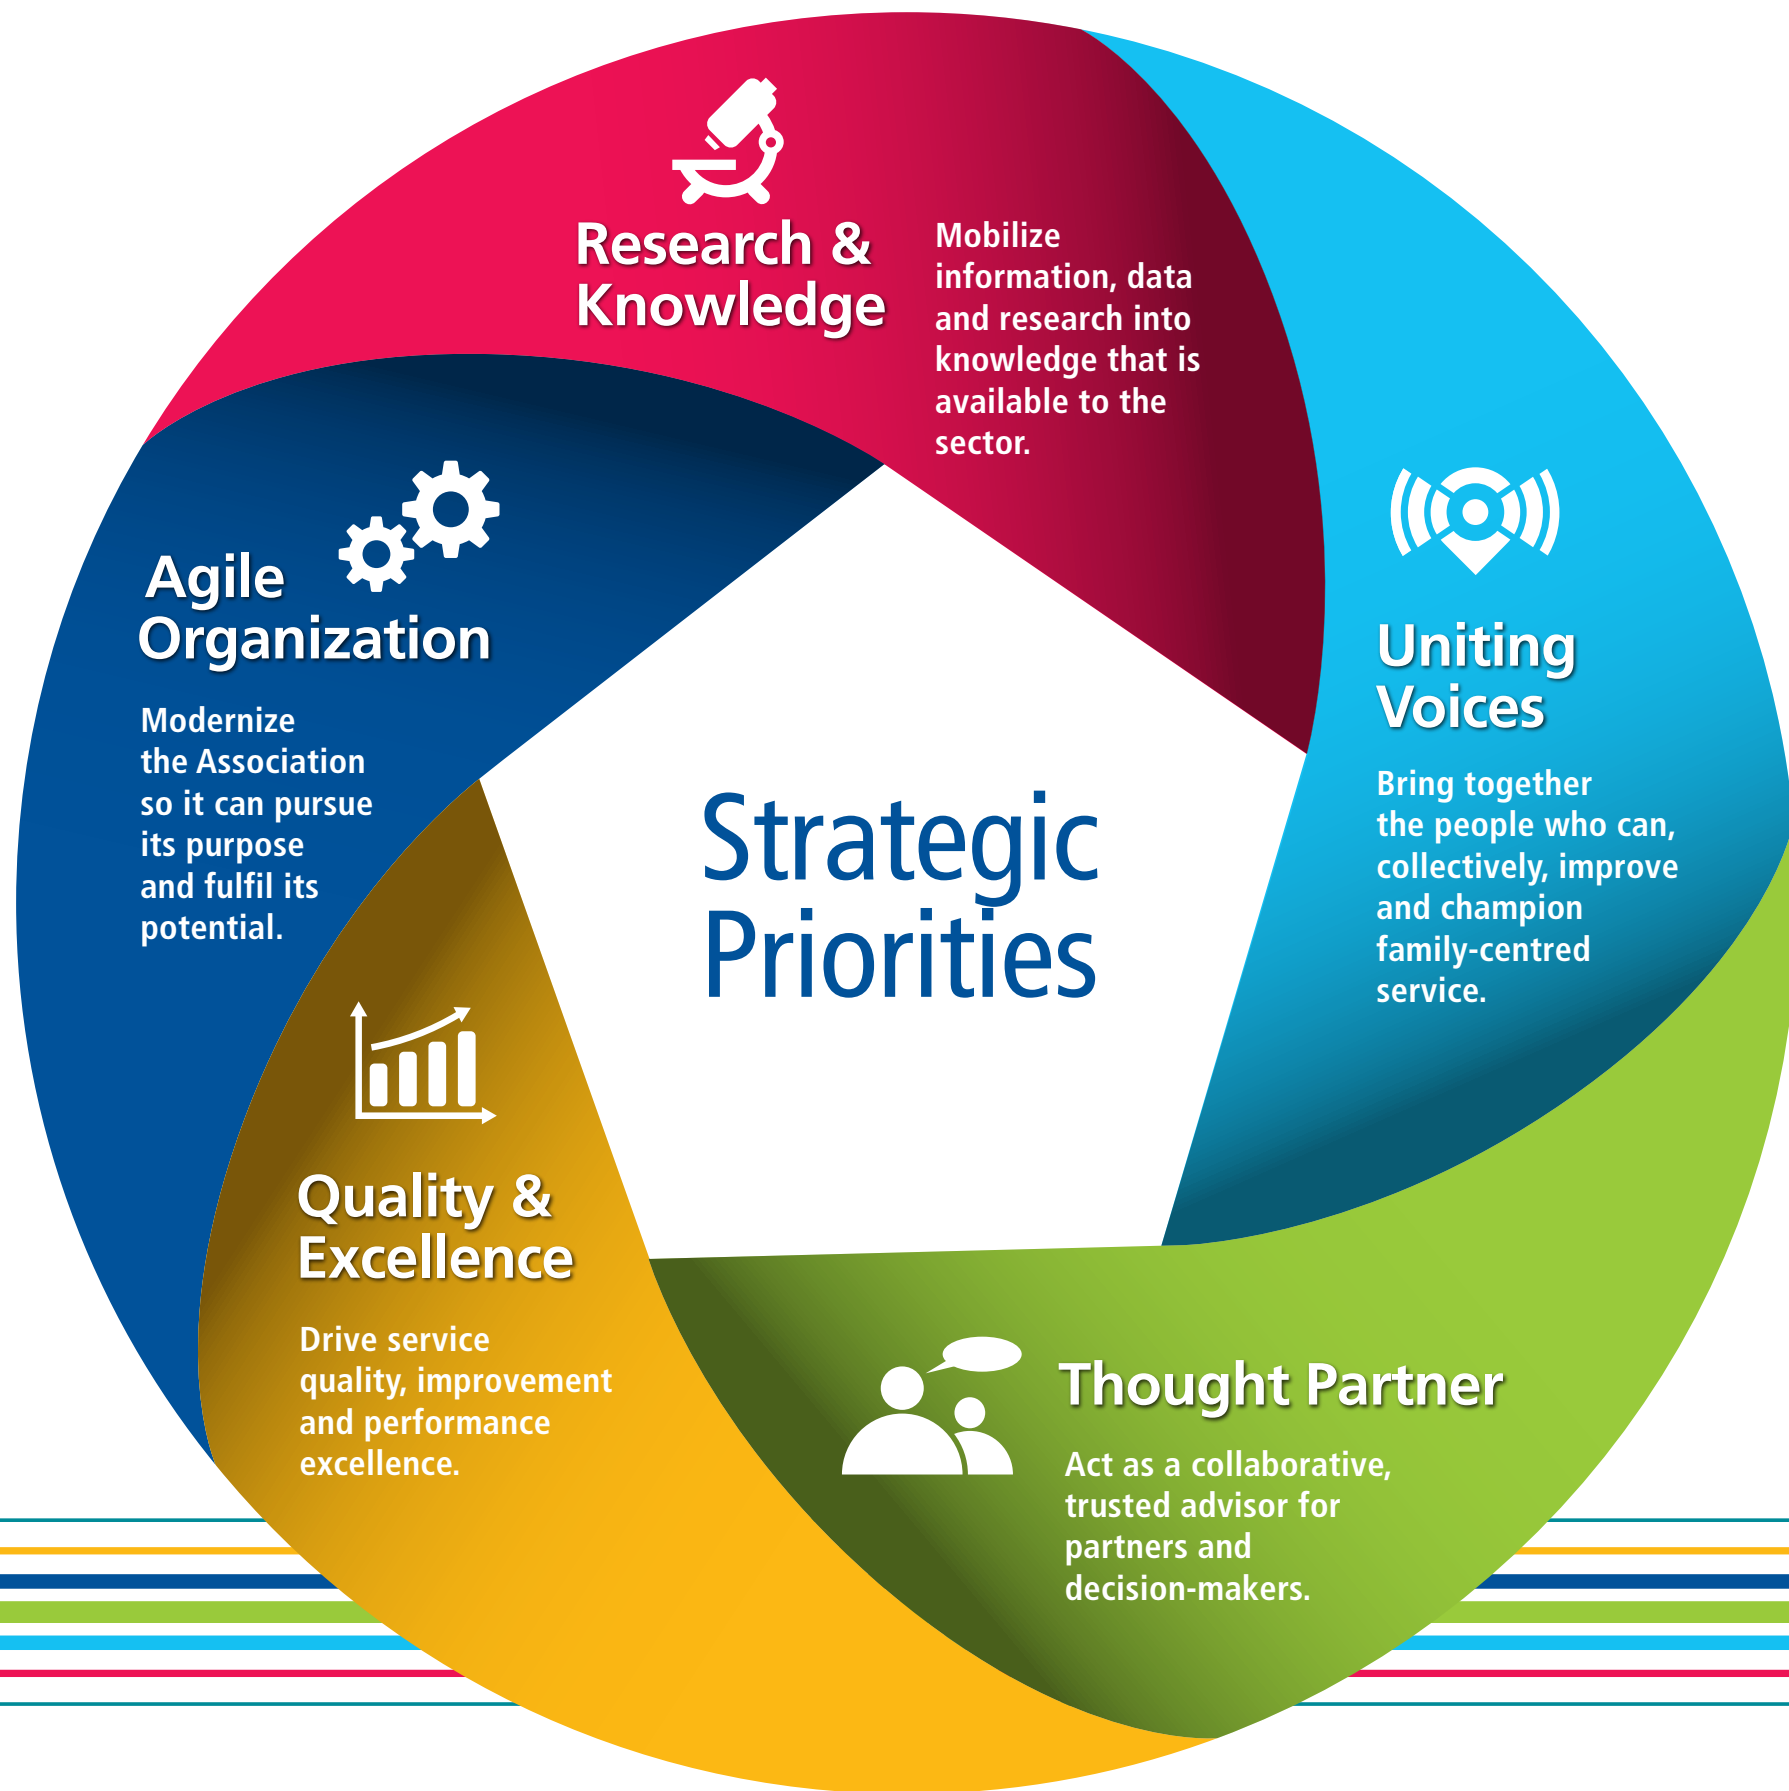 Research &
Knowledge
Mobilize
information, data
and research into
knowledge that is
available to the
sector.
Uniting
Voices
Bring together
the people who can,
collectively, improve
and champion
family-centred
service.
Thought Partner
Act as a collaborative,
trusted advisor for
partners and
decision-makers.
Quality &
Excellence
Drive service
quality, improvement
and performance
excellence.
Agile
Organization
Modernize
the Association
so it can pursue
its purpose
and fulfil its
potential.
Strategic
Priorities